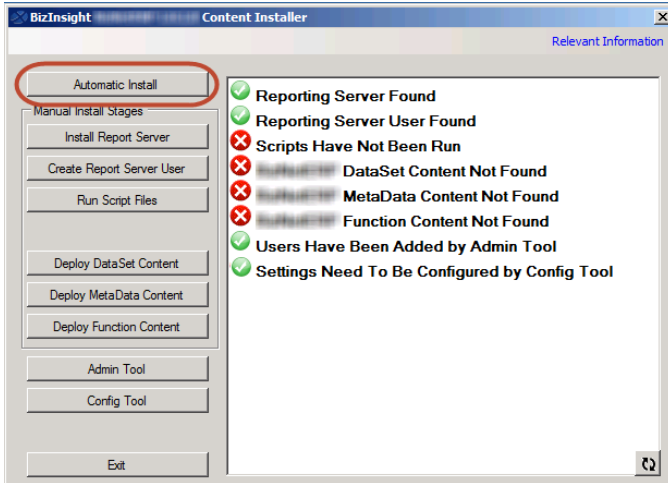 BizInsight Content Installer
Relevant Information
Automatic Install
Manual Install Stages
Install Report Server
Create Report Server User
Run Script Files
Deploy DataSet Content
Deploy MetaData Content
Deploy Function Content
Admin Tool
Config Tool
Exit
Reporting Server Found
Reporting Server User Found
Scripts Have Not Been Run
DataSet Content Not Found
MetaData Content Not Found
Function Content Not Found
Users Have Been Added by Admin Tool
Settings Need To Be Configured by Config Tool